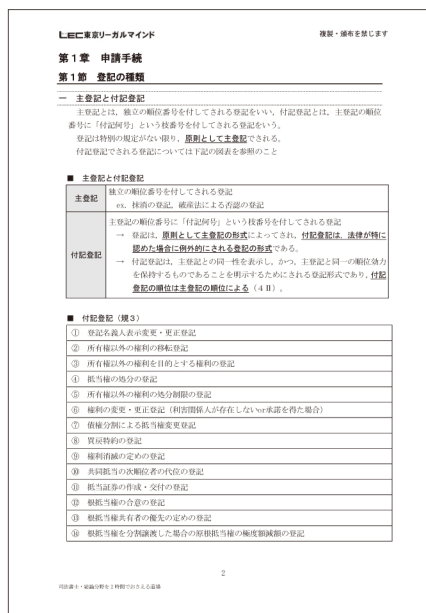 LEC東京リーガルマインド
複製・頒布を禁じます
第1章 申請手続
第1節 登記の種類
一 主登記と付記登記
主登記とは，独立の順位番号を付してされる登記をいい，付記登記とは，主登記の順位
番号に「付記何号」という枝番号を付してされる登記をいう。
登記は特別の規定がない限り，原則として主登記でされる。
付記登記でされる登記については下記の図表を参照のこと
■ 主登記と付記登記
主登記
独立の順位番号を付してされる登記
ex. 抹消の登記，破産法による否認の登記
付記登記
主登記の順位番号に「付記何号」という枝番号を付してされる登記
→ 登記は，原則として主登記の形式によってされ，付記登記は，法律が特に
認めた場合に例外的にされる登記の形式である。
→ 付記登記は，主登記との同一性を表示し，かつ，主登記と同一の順位効力
を保持するものであることを明示するためにされる登記形式であり，付記
登記の順位は主登記の順位による（4Ⅱ）。
■ 付記登記（規3）
① 登記名義人表示変更・更正登記
② 所有権以外の権利の移転登記
③ 所有権以外の権利を目的とする権利の登記
④ 抵当権の処分の登記
⑤ 所有権以外の権利の処分制限の登記
⑥ 権利の変更・更正登記（利害関係人が存在しないor承諾を得た場合）
⑦ 債権分割による抵当権変更登記
⑧ 買戻特約の登記
⑨ 権利消滅の定めの登記
⑩ 共同抵当の次順位者の代位の登記
⑪ 抵当証券の作成・交付の登記
⑫ 根抵当権の合意の登記
⑬ 根抵当権共有者の優先の定めの登記
⑭ 根抵当権を分割譲渡した場合の原根抵当権の極度額減額の登記
2
司法書士・総論分野を2時間でおさえる道場